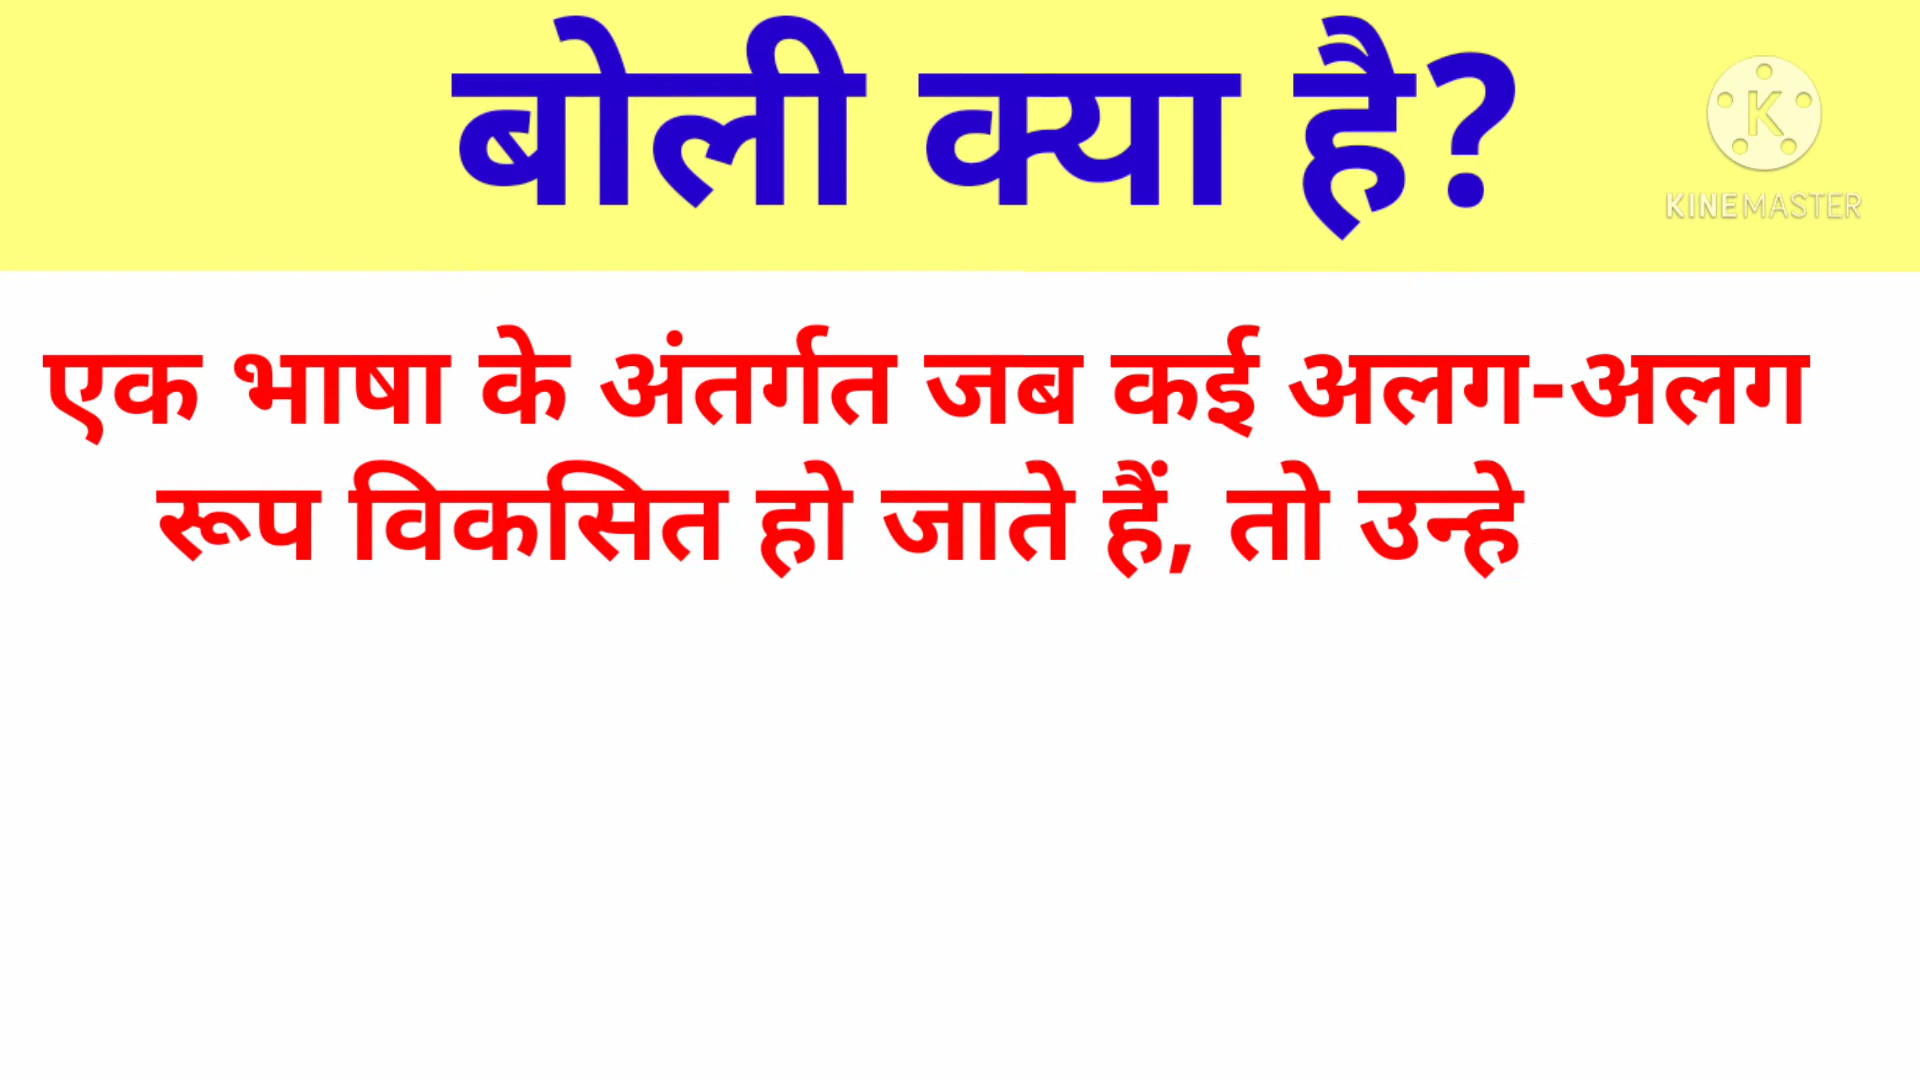 बोली क्या है?
KINEMASTER
एक भाषा के अंतर्गत जब कई अलग-अलग
रूप विकसित हो जाते हैं, तो उन्हे